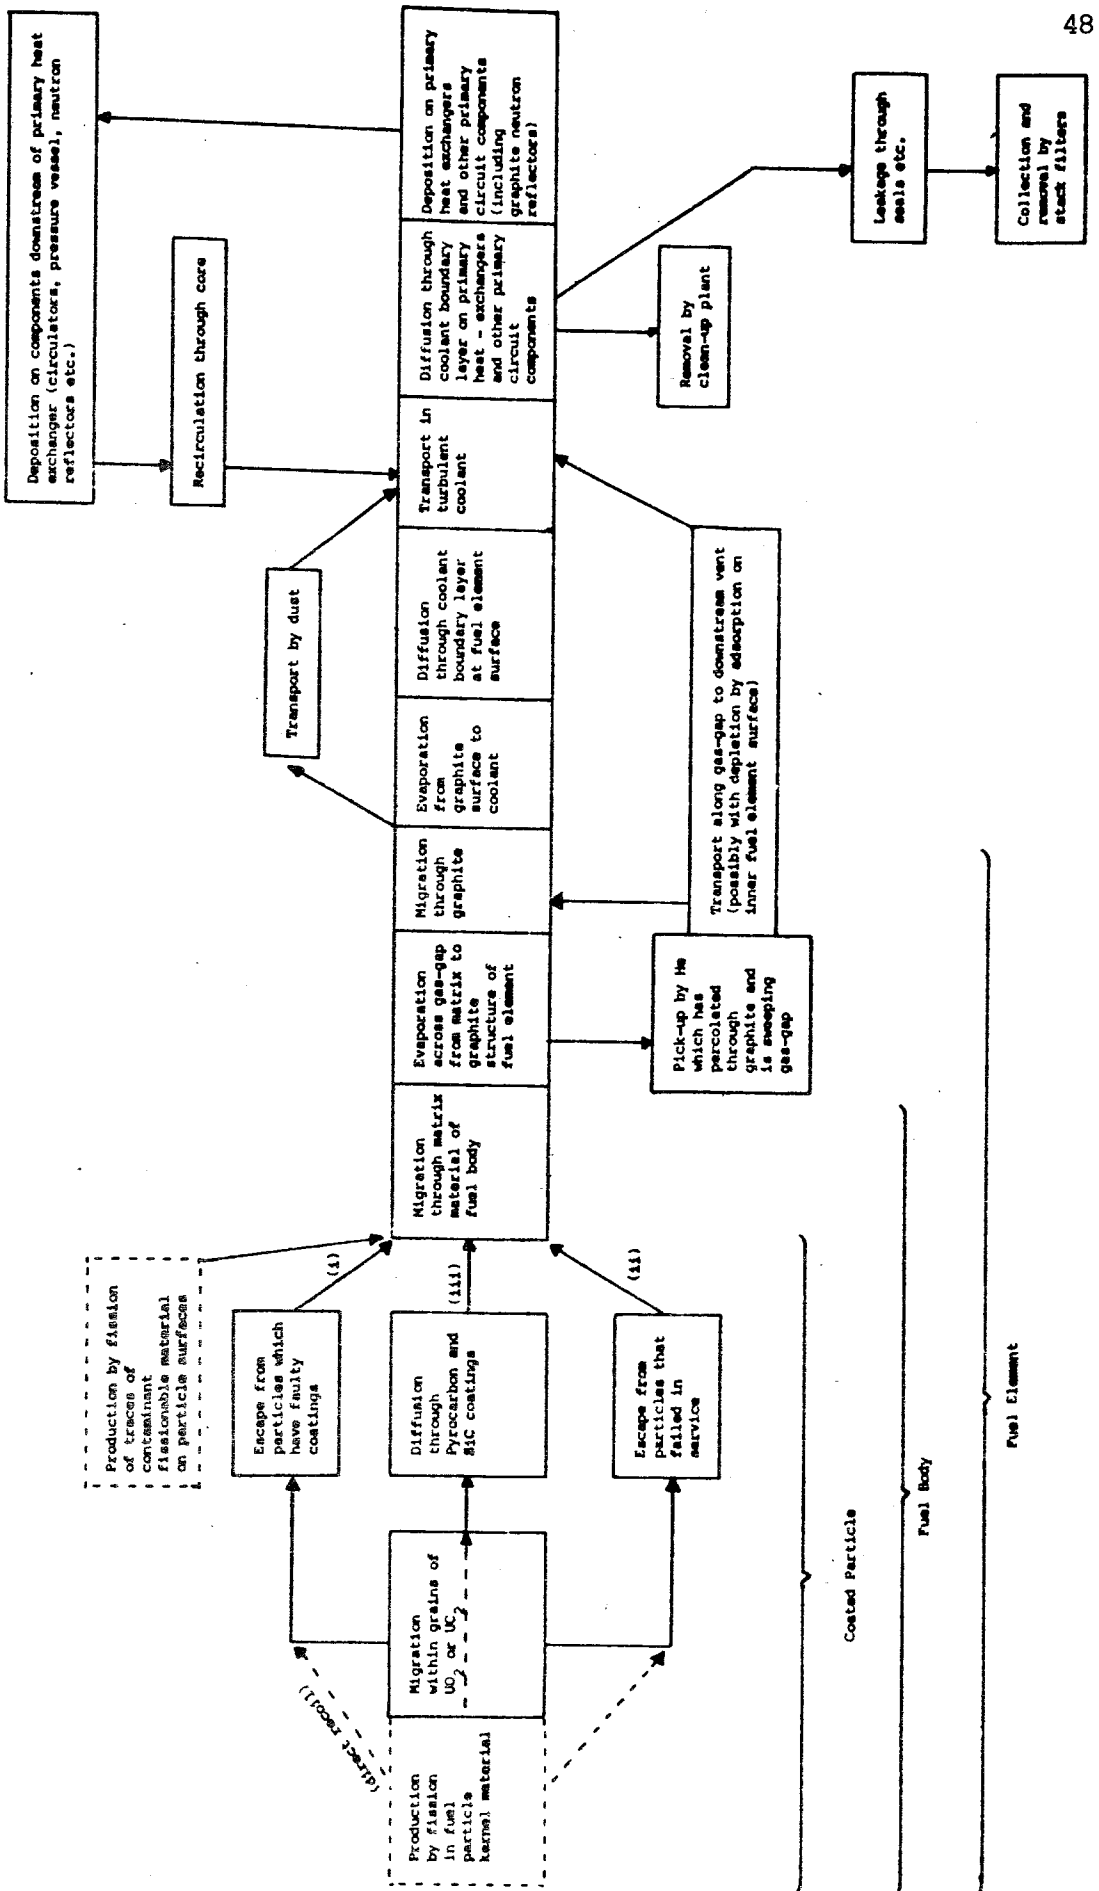 48
Production
by fission
in fuel
particle
kernel material
(direct recoil)
Migration
within grains of
UO2 or UC2
Production by fission
of traces of
contaminant
fissionable material
on particle surfaces
Escape from
particles which
have faulty
coatings
(i)
Diffusion
through
Pyrocarbon and
SiC coatings
(iii)
Escape from
particles that
failed in
service
(ii)
Migration
through matrix
material of
fuel body
Evaporation
across gas-gap
from matrix to
graphite
structure of
fuel element
Migration
through
graphite
Evaporation
from
graphite
surface to
coolant
Diffusion
through coolant
boundary layer
at fuel element
surface
Transport in
turbulent
coolant
Diffusion through
coolant boundary
layer on primary
heat - exchangers
and other primary
circuit
components
Deposition on primary
heat exchangers
and other primary
circuit components
(including
graphite neutron
reflectors)
Transport by dust
Recirculation through core
Deposition on components downstream of primary heat
exchanger (circulators, pressure vessel, neutron
reflectors etc.)
Pick-up by He
which has
percolated
through
graphite and
is sweeping
gas-gap
Transport along gas-gap to downstream vent
(possibly with depletion by adsorption on
inner fuel element surface)
Removal by
clean-up plant
Leakage through
seals etc.
Collection and
removal by
stack filters
Coated Particle
Fuel Body
Fuel Element